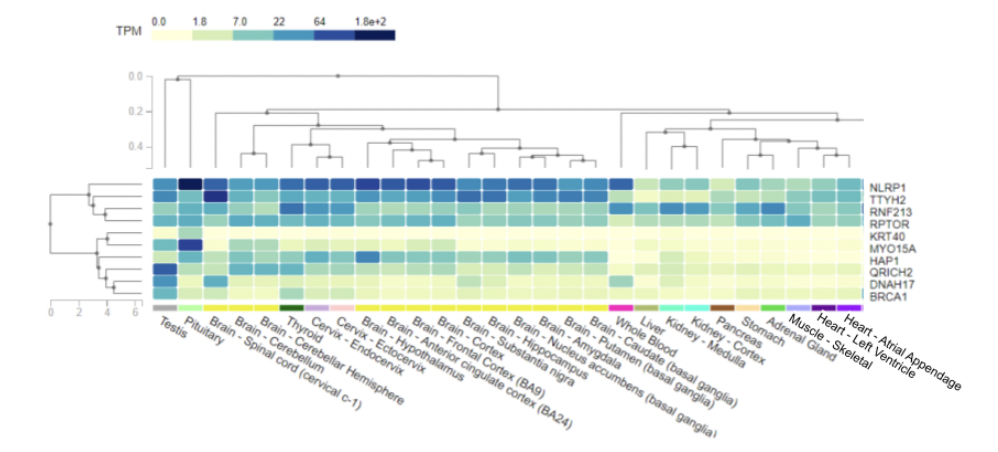 0.0 1.8 7.0 22 64 1.8e+2
TPM
0.0
0.2
0.4
NLRP1
TTYH2
RNF213
RPTOR
KRT40
MYO15A
HAP1
QRICH2
DNAH17
BRCA1
0 2 4 6
Testis
Pituitary
Brain - Spinal cord (cervical c-1)
Brain - Cerebellum
Brain - Cerebellar Hemisphere
Thyroid
Cervix - Endocervix
Cervix - Ectocervix
Brain - Hypothalamus
Brain - Anterior cingulate cortex (BA24)
Brain - Frontal Cortex (BA9)
Brain - Cortex
Brain - Substantia nigra
Brain - Hippocampus
Brain - Nucleus accumbens (basal ganglia)
Brain - Amygdala
Brain - Putamen (basal ganglia)
Brain - Caudate (basal ganglia)
Whole Blood
Liver
Kidney - Medulla
Kidney - Cortex
Pancreas
Stomach
Adrenal Gland
Muscle - Skeletal
Heart - Left Ventricle
Heart - Atrial Appendage